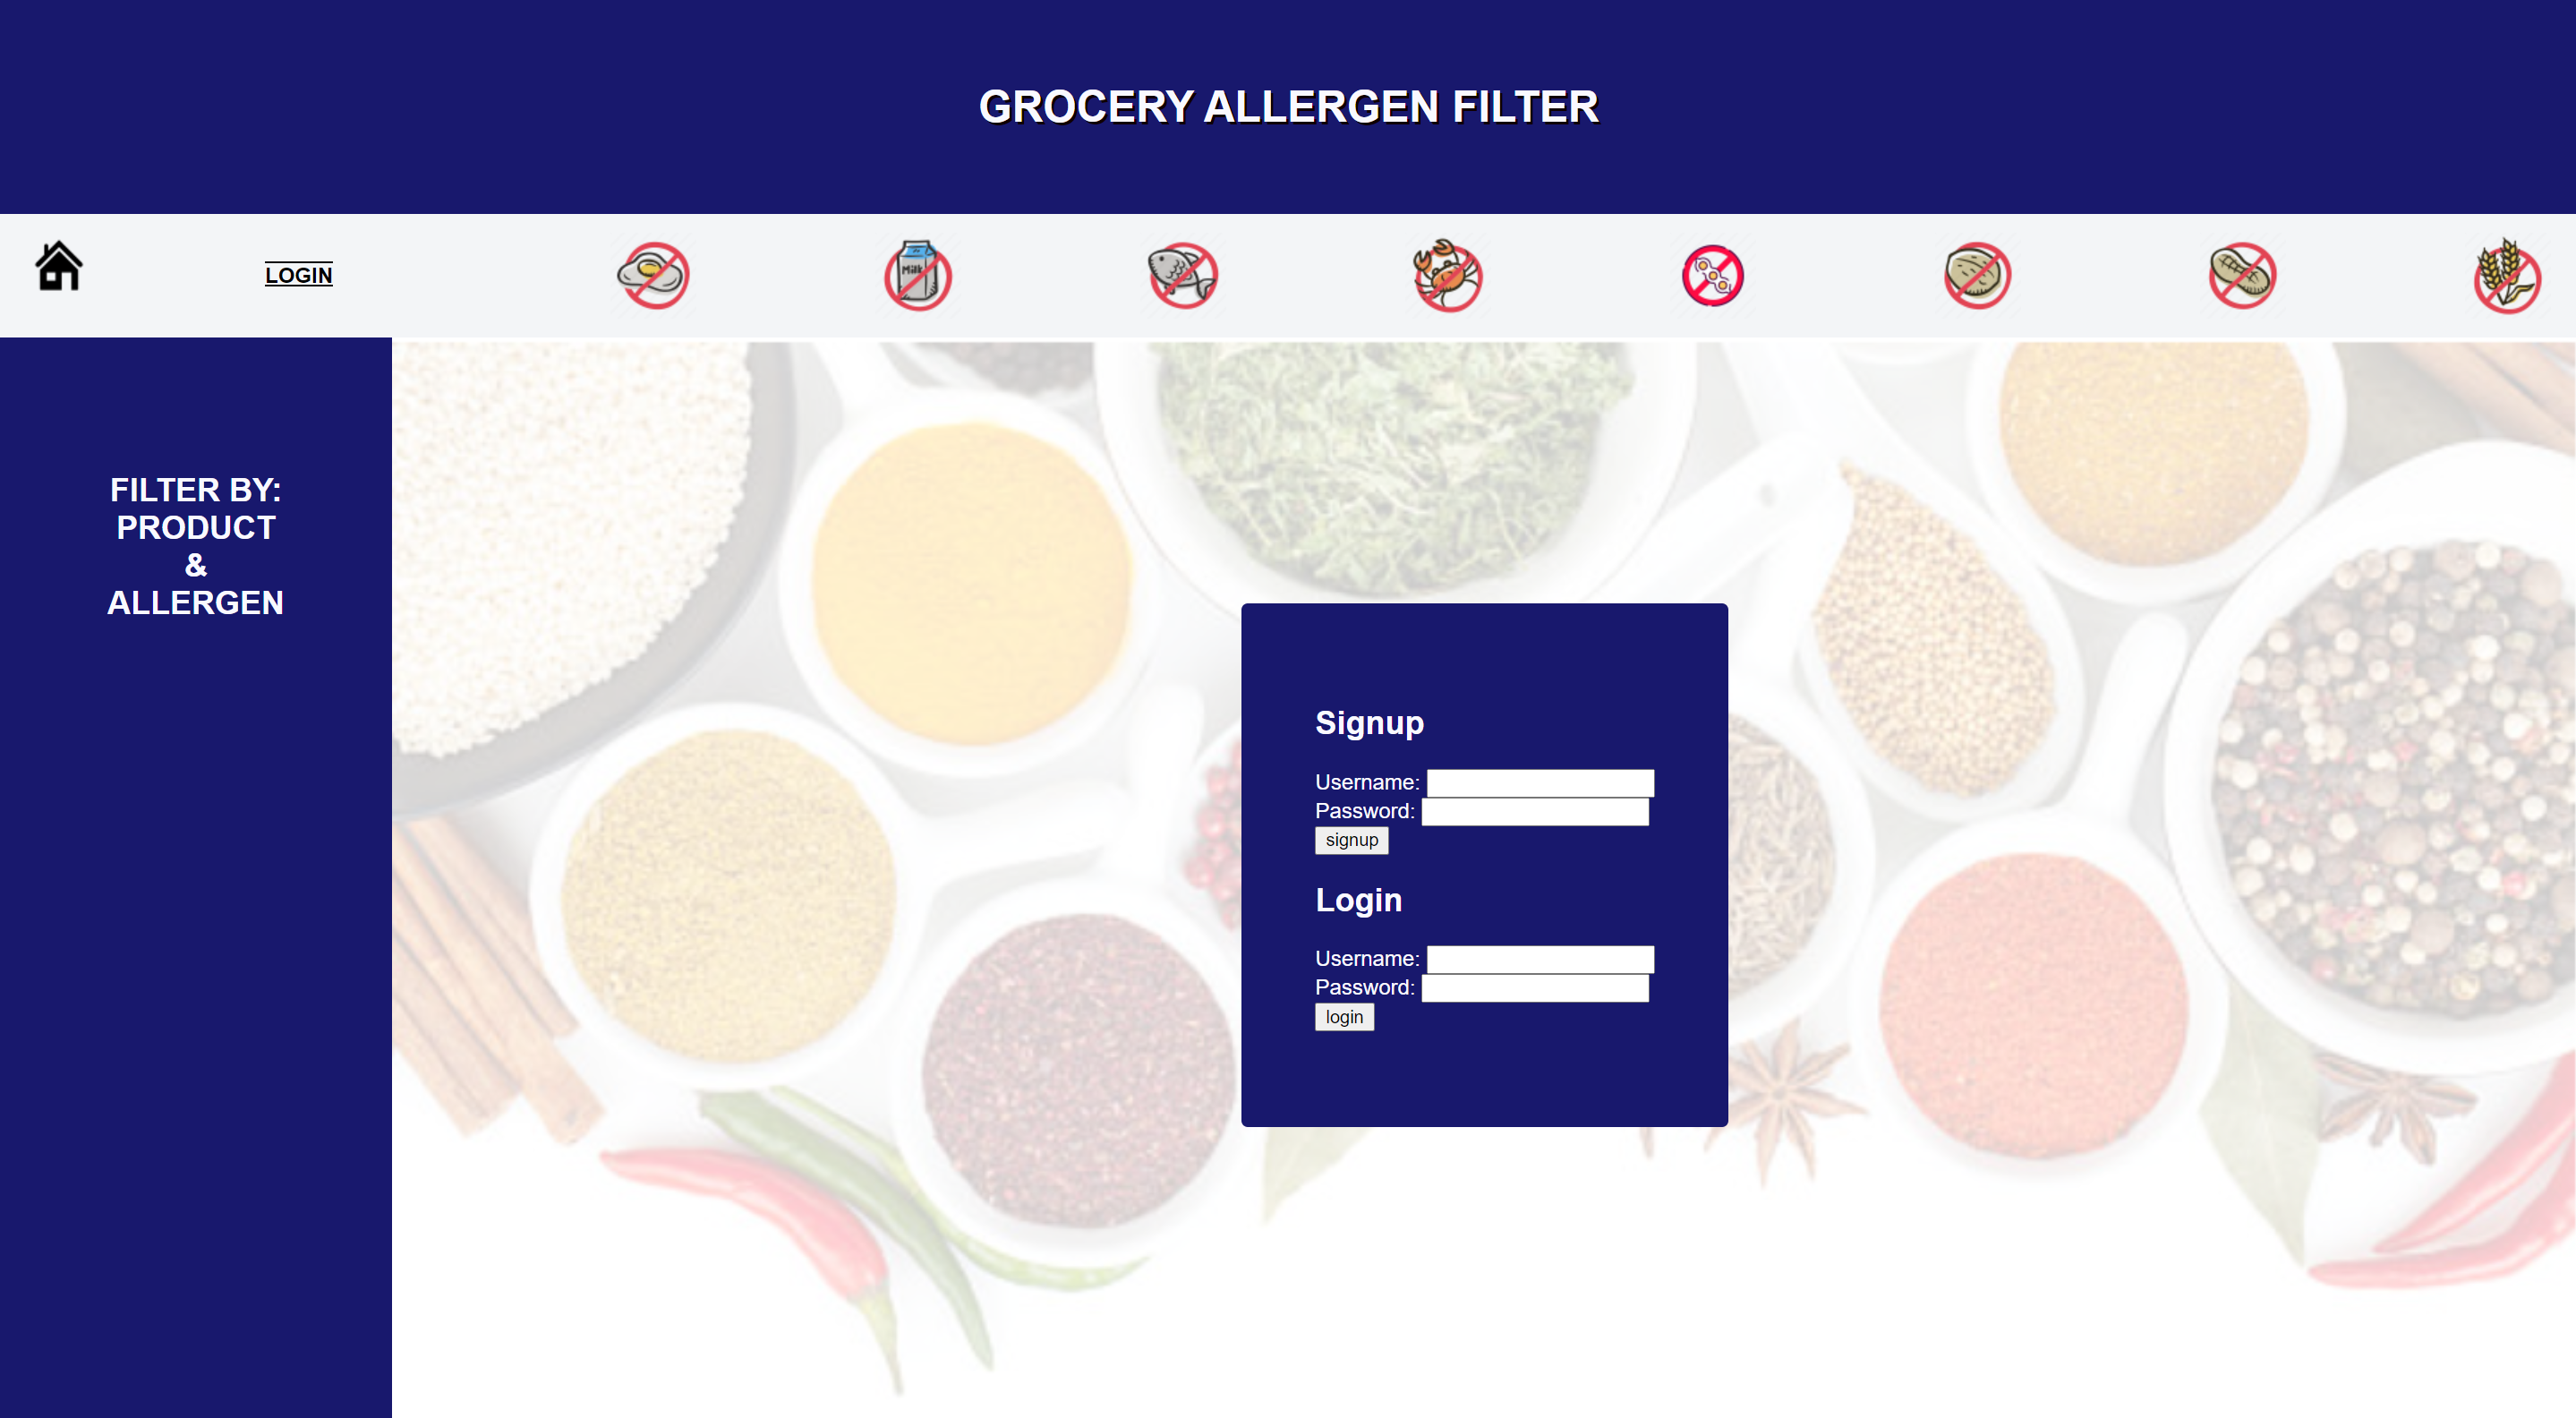 GROCERY ALLERGEN FILTER
LOGIN
Milk
FILTER BY:
PRODUCT
&
ALLERGEN
Signup
Username:
Password:
signup
Login
Username:
Password:
login